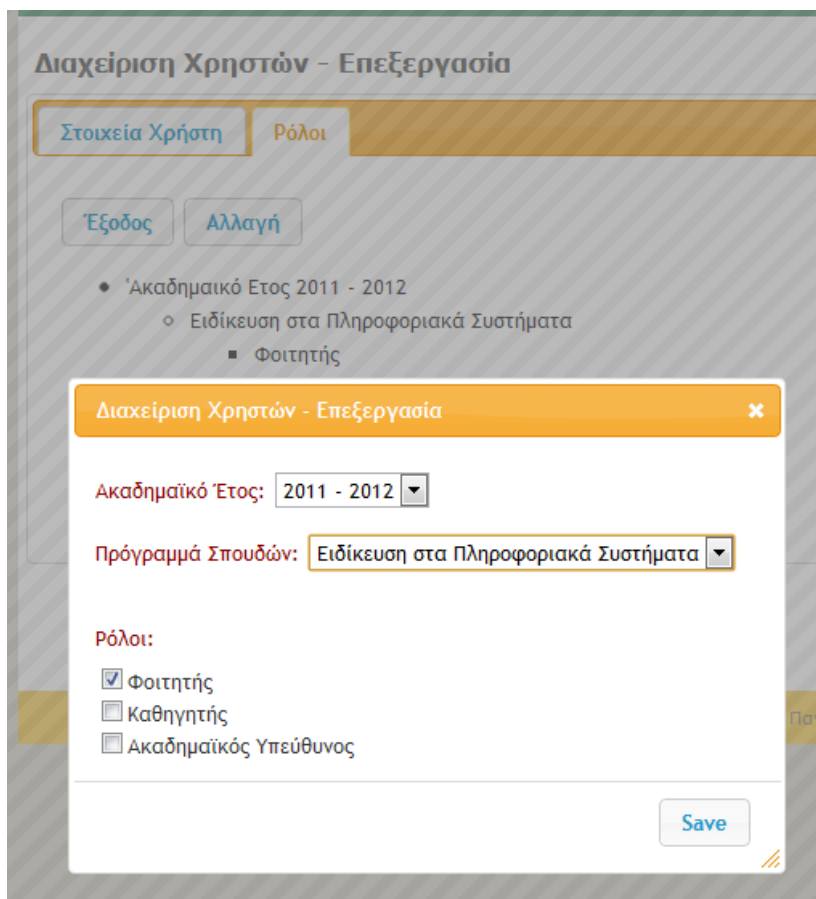 Διαχείριση Χρηστών - Επεξεργασία
Στοιχεία Χρήστη Ρόλοι
Έξοδος Αλλαγή
'Ακαδημαικό Ετος 2011 - 2012
Ειδίκευση στα Πληροφοριακά Συστήματα
Φοιτητής
Διαχείριση Χρηστών - Επεξεργασία
Ακαδημαϊκό Έτος: 2011 - 2012
Πρόγραμμά Σπουδών: Ειδίκευση στα Πληροφοριακά Συστήματα
Ρόλοι:
Φοιτητής
Καθηγητής
Ακαδημαϊκός Υπεύθυνος
Save